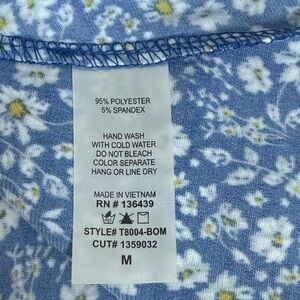 95% POLYESTER
5% SPANDEX
HAND WASH
WITH COLD WATER
DO NOT BLEACH
COLOR SEPARATE
HANG OR LINE DRY
MADE IN VIETNAM
RN # 136439
STYLE# T8004-BOM
CUT# 1359032
M